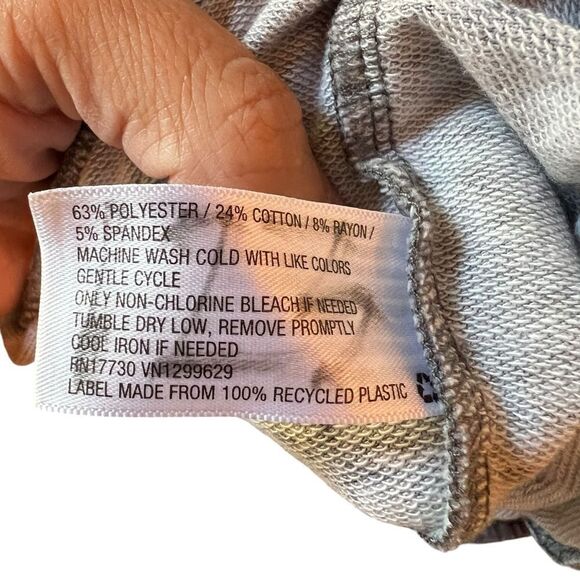 63% POLYESTER / 24% COTTON / 8% RAYON /
5% SPANDEX
MACHINE WASH COLD WITH LIKE COLORS
GENTLE CYCLE
ONLY NON-CHLORINE BLEACH IF NEEDED
TUMBLE DRY LOW, REMOVE PROMPTLY
COOL IRON IF NEEDED
RN17730 VN1299629
LABEL MADE FROM 100% RECYCLED PLASTIC